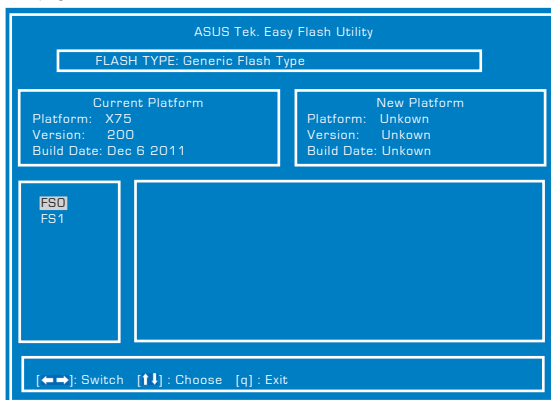 ASUS Tek. Easy Flash Utility
FLASH TYPE: Generic Flash Type
Current Platform
Platform: X75
Version: 200
Build Date: Dec 6 2011
New Platform
Platform: Unkown
Version: Unkown
Build Date: Unkown
FS0
FS1
[←→]: Switch [↑↓] : Choose [q] : Exit